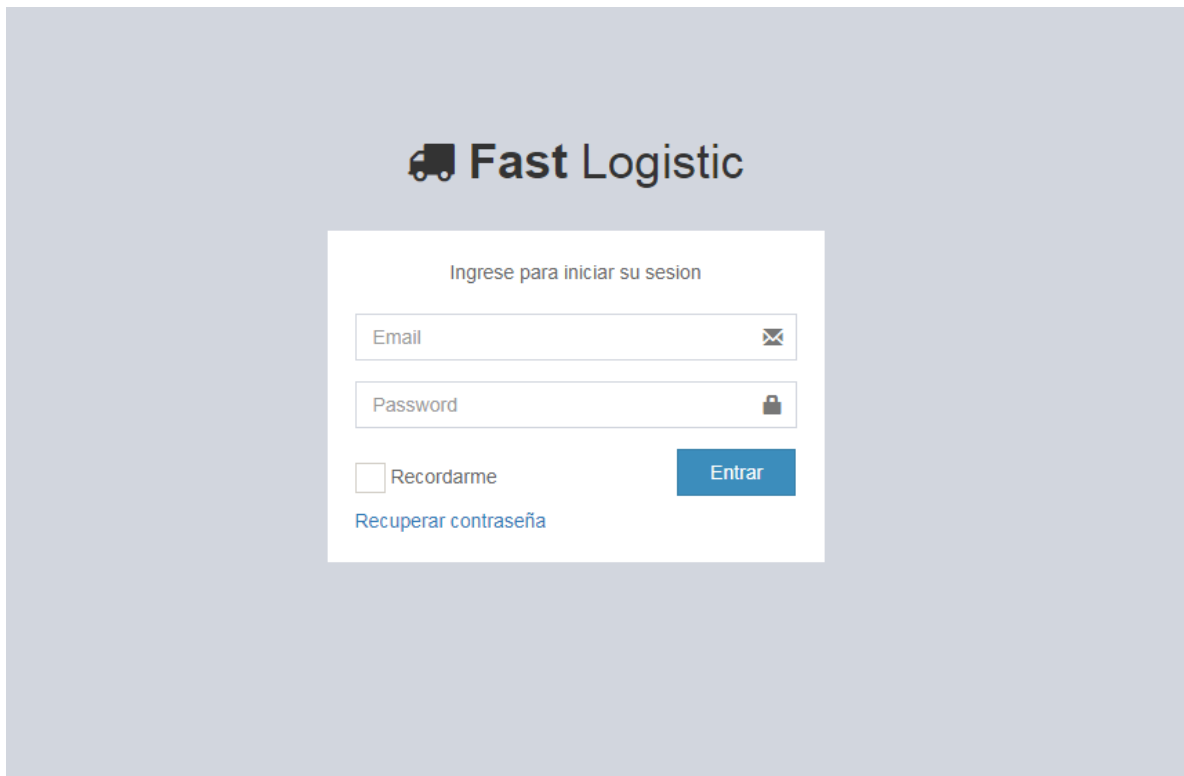 Fast Logistic
Ingrese para iniciar su sesion
Email
Password
Recordarme
Entrar
Recuperar contraseña